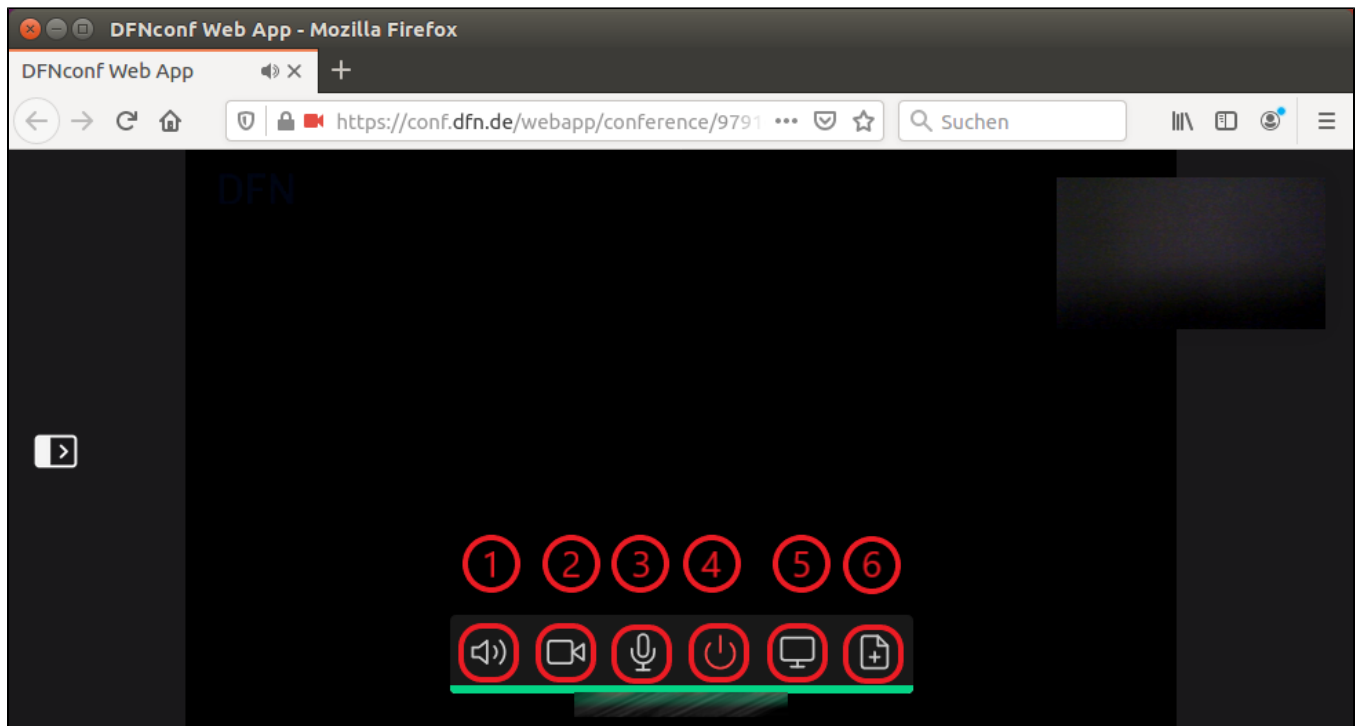 DFNconf Web App - Mozilla Firefox
DFNconf Web App
https://conf.dfn.de/webapp/conference/9791
Suchen
DFN
1 2 3 4 5 6